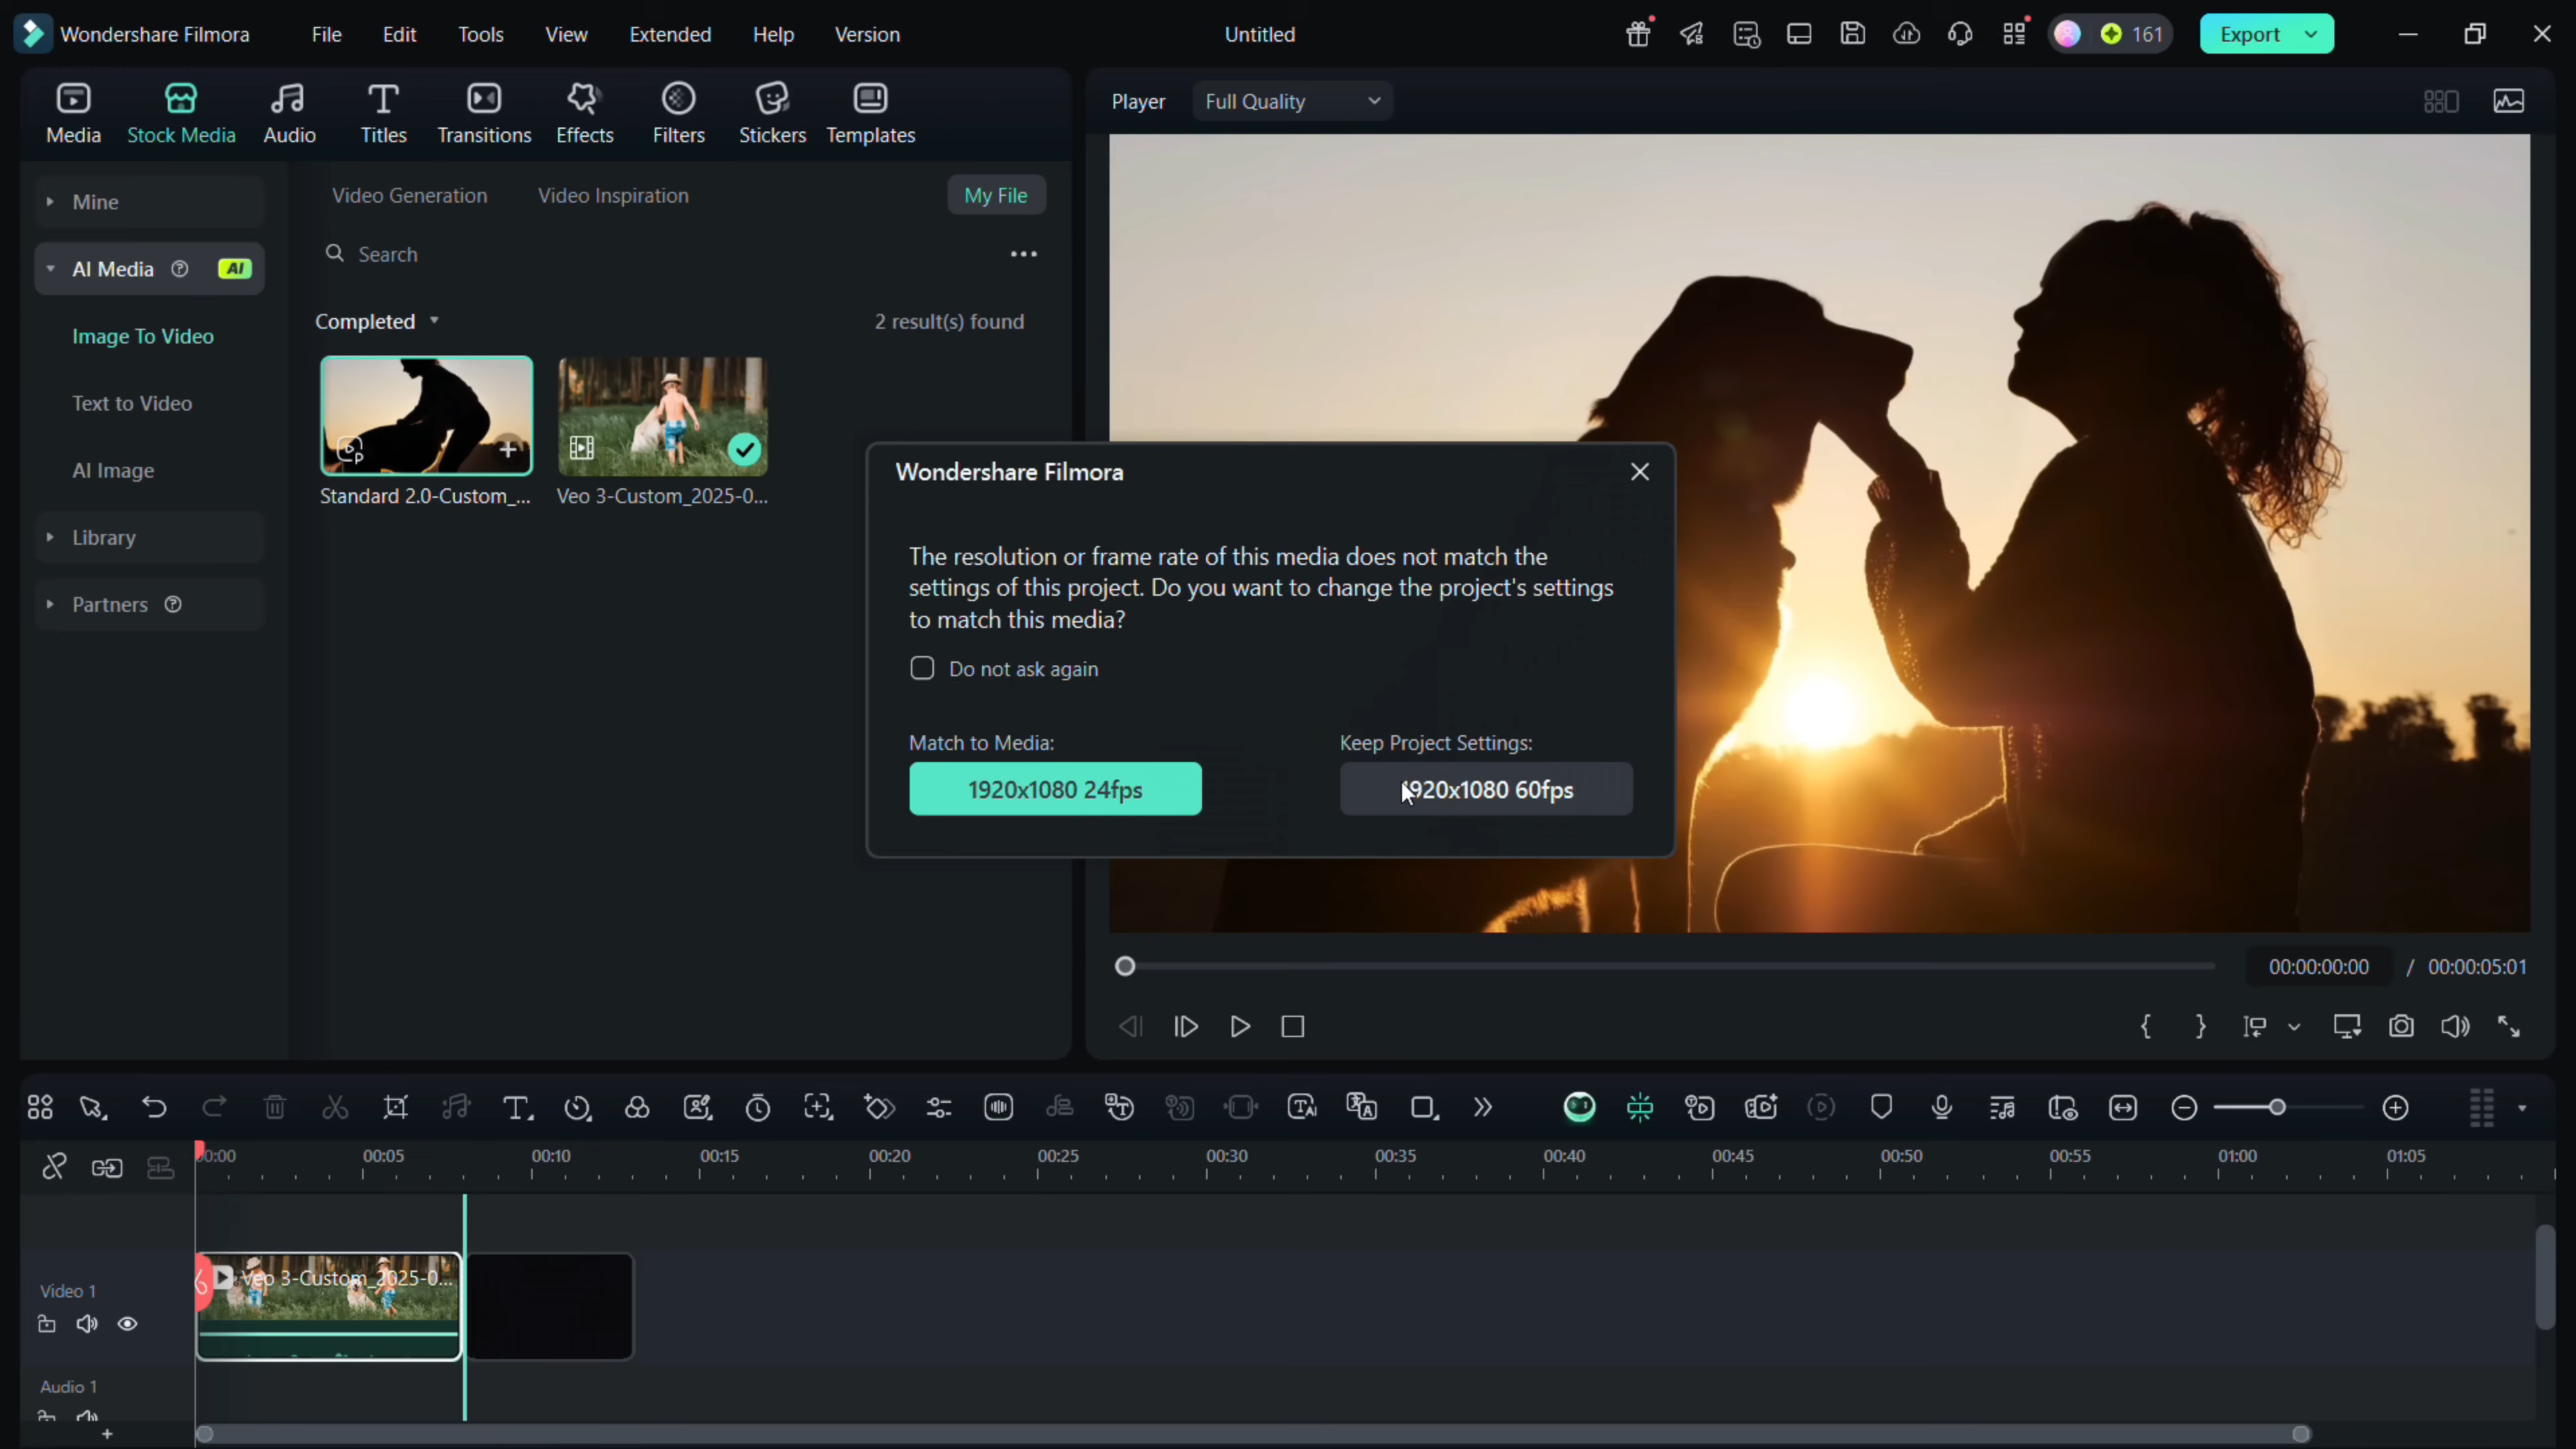 Wondershare Filmora
File
Edit
Tools
View
Extended
Help
Version
Untitled
161
Export
Media
Stock Media
Audio
Titles
Transitions
Effects
Filters
Stickers
Templates
Player
Full Quality
Mine
AI Media
AI
Image To Video
Text to Video
AI Image
Library
Partners
Video Generation
Video Inspiration
My File
Search
Completed
2 result(s) found
Standard 2.0-Custom_...
Veo 3-Custom_2025-0...
Wondershare Filmora
The resolution or frame rate of this media does not match the
settings of this project. Do you want to change the project's settings
to match this media?
Do not ask again
Match to Media:
Keep Project Settings:
1920x1080 24fps
1920x1080 60fps
00:00:00:00
/ 00:00:05:01
00:00
00:05
00:10
00:15
00:20
00:25
00:30
00:35
00:40
00:45
00:50
00:55
01:00
01:05
Video 1
Veo 3-Custom_2025-0...
Audio 1